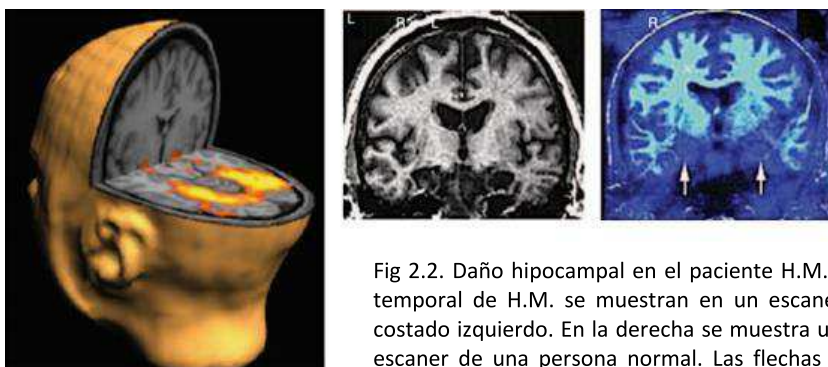 L R L
R
Fig 2.2. Daño hipocampal en el paciente H.M.
temporal de H.M. se muestran en un escane
costado izquierdo. En la derecha se muestra u
escaner de una persona normal. Las flechas